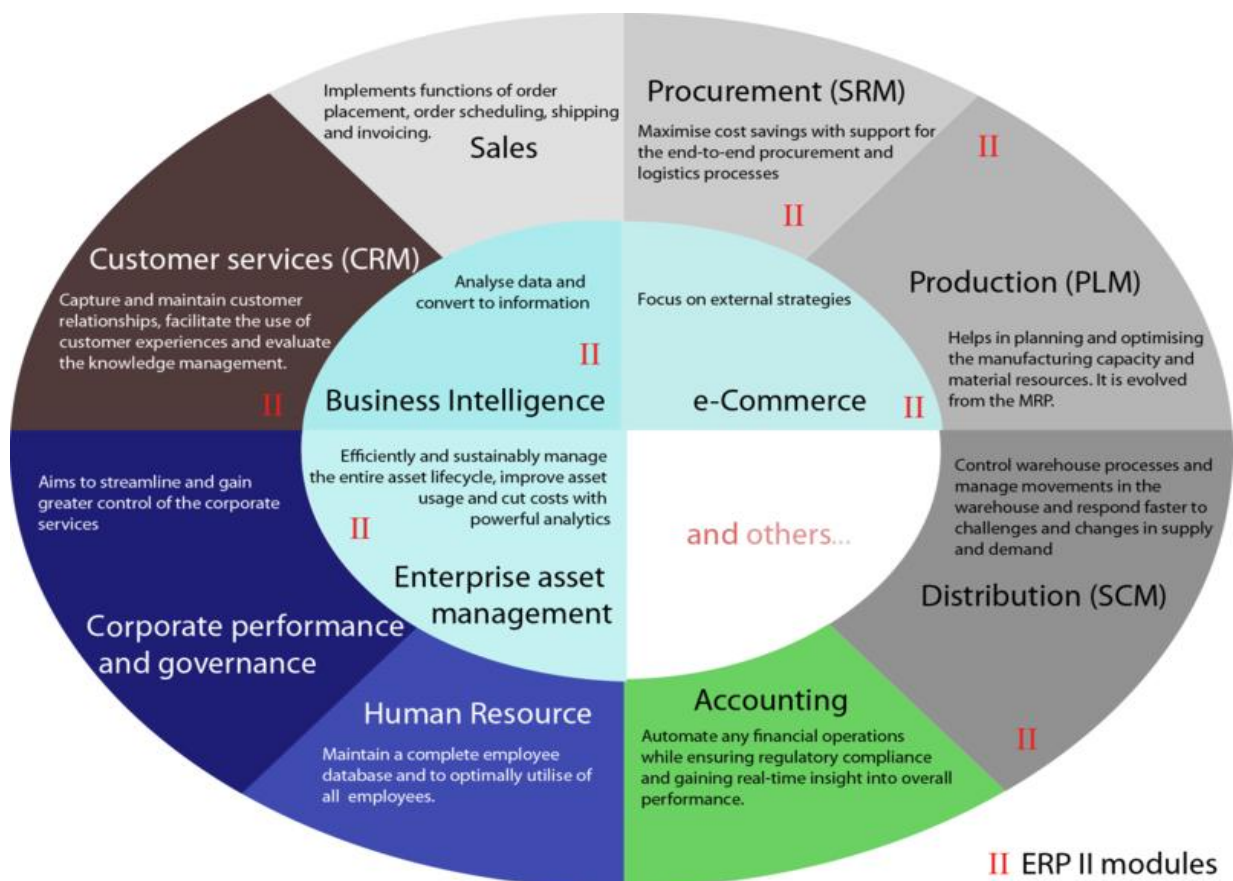 Implements functions of order
placement, order scheduling, shipping
and invoicing.
Sales
Procurement (SRM)
Maximise cost savings with support for
the end-to-end procurement and
logistics processes
II
II
Customer services (CRM)
Capture and maintain customer
relationships, facilitate the use of
customer experiences and evaluate
the knowledge management.
II
Analyse data and
convert to information
II
Business Intelligence
Focus on external strategies
e-Commerce
II
Production (PLM)
Helps in planning and optimising
the manufacturing capacity and
material resources. It is evolved
from the MRP.
Aims to streamline and gain
greater control of the corporate
services
Corporate performance
and governance
Efficiently and sustainably manage
the entire asset lifecycle, improve asset
usage and cut costs with
powerful analytics
II
Enterprise asset
management
and others...
Control warehouse processes and
manage movements in the
warehouse and respond faster to
challenges and changes in supply
and demand
Distribution (SCM)
II
Human Resource
Maintain a complete employee
database and to optimally utilise of
all employees.
Accounting
Automate any financial operations
while ensuring regulatory compliance
and gaining real-time insight into overall
performance.
II ERP II modules